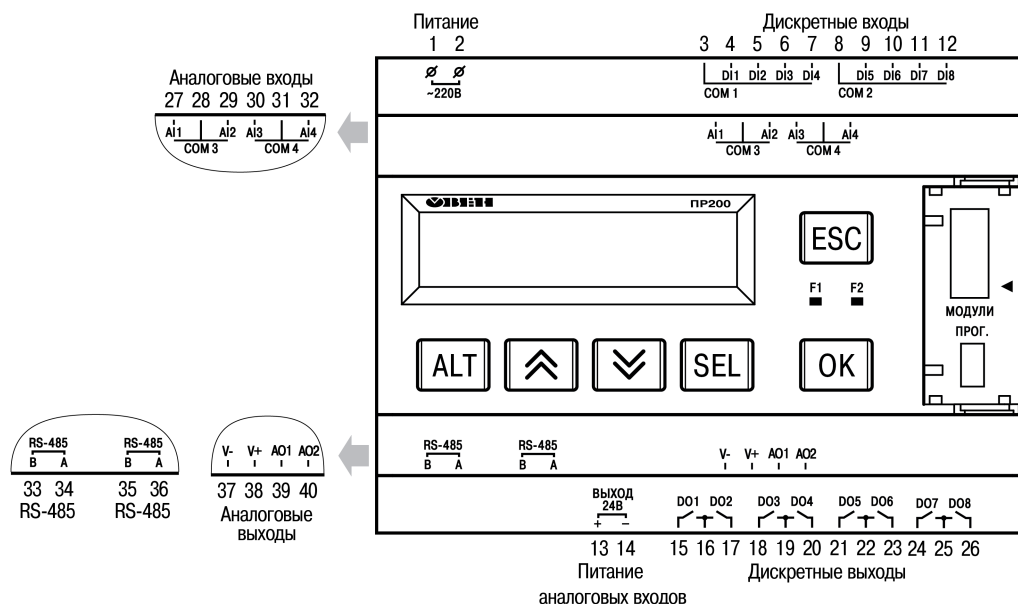 Питание
1 2
~220В
Дискретные входы
3 4 5 6 7 8 9 10 11 12
DI1 DI2 DI3 DI4 DI5 DI6 DI7 DI8
COM 1 COM 2
Аналоговые входы
27 28 29 30 31 32
AI1 AI2 AI3 AI4
COM 3 COM 4
AI1 AI2 AI3 AI4
COM 3 COM 4
ОВЕН ПР200
ESC
F1 F2
МОДУЛИ
ПРОГ.
ALT SEL OK
RS-485 RS-485
B A B A
33 34 35 36
RS-485 RS-485
V- V+ AO1 AO2
37 38 39 40
Аналоговые
выходы
RS-485 RS-485
B A B A
V- V+ AO1 AO2
ВЫХОД
24В
+ –
13 14
Питание
аналоговых входов
DO1 DO2 DO3 DO4 DO5 DO6 DO7 DO8
15 16 17 18 19 20 21 22 23 24 25 26
Дискретные выходы